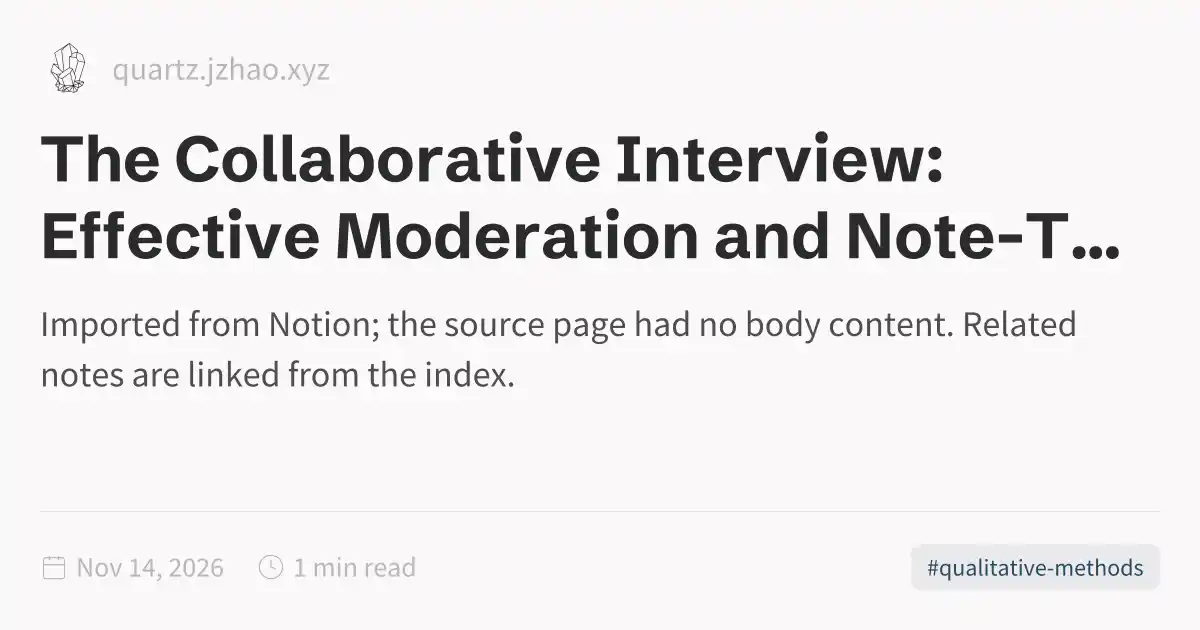 quartz.jzhao.xyz
The Collaborative Interview:
Effective Moderation and Note-T...
Imported from Notion; the source page had no body content. Related
notes are linked from the index.
Nov 14, 2026
1 min read
#qualitative-methods